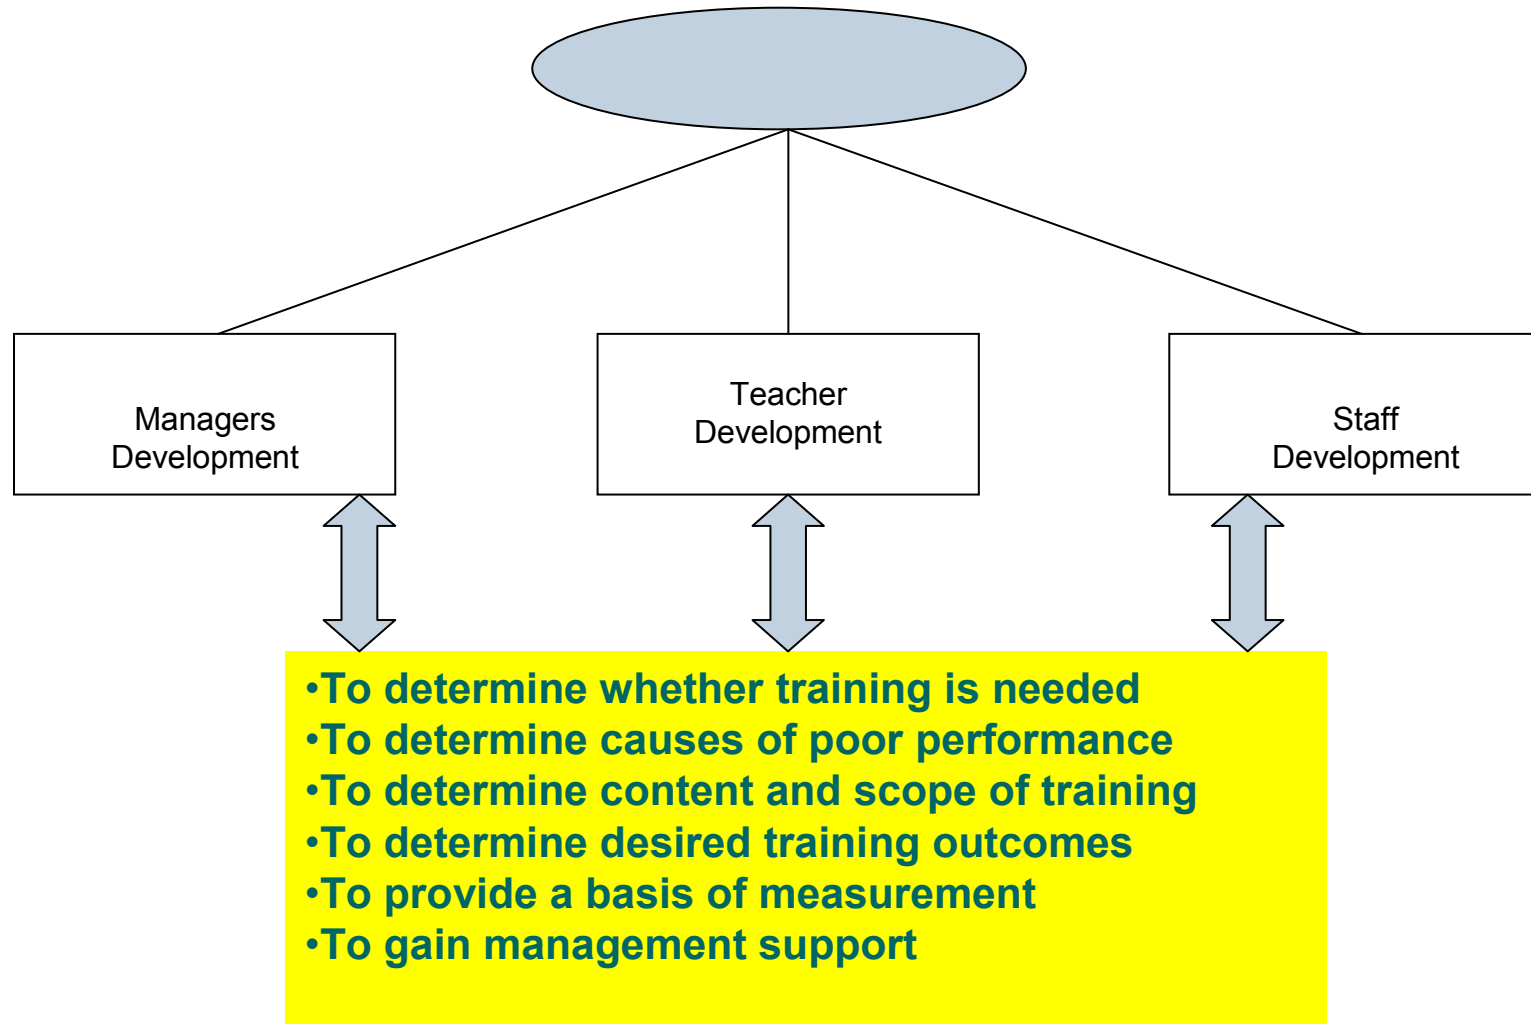 Managers
Development
Teacher
Development
Staff
Development
•To determine whether training is needed
•To determine causes of poor performance
•To determine content and scope of training
•To determine desired training outcomes
•To provide a basis of measurement
•To gain management support